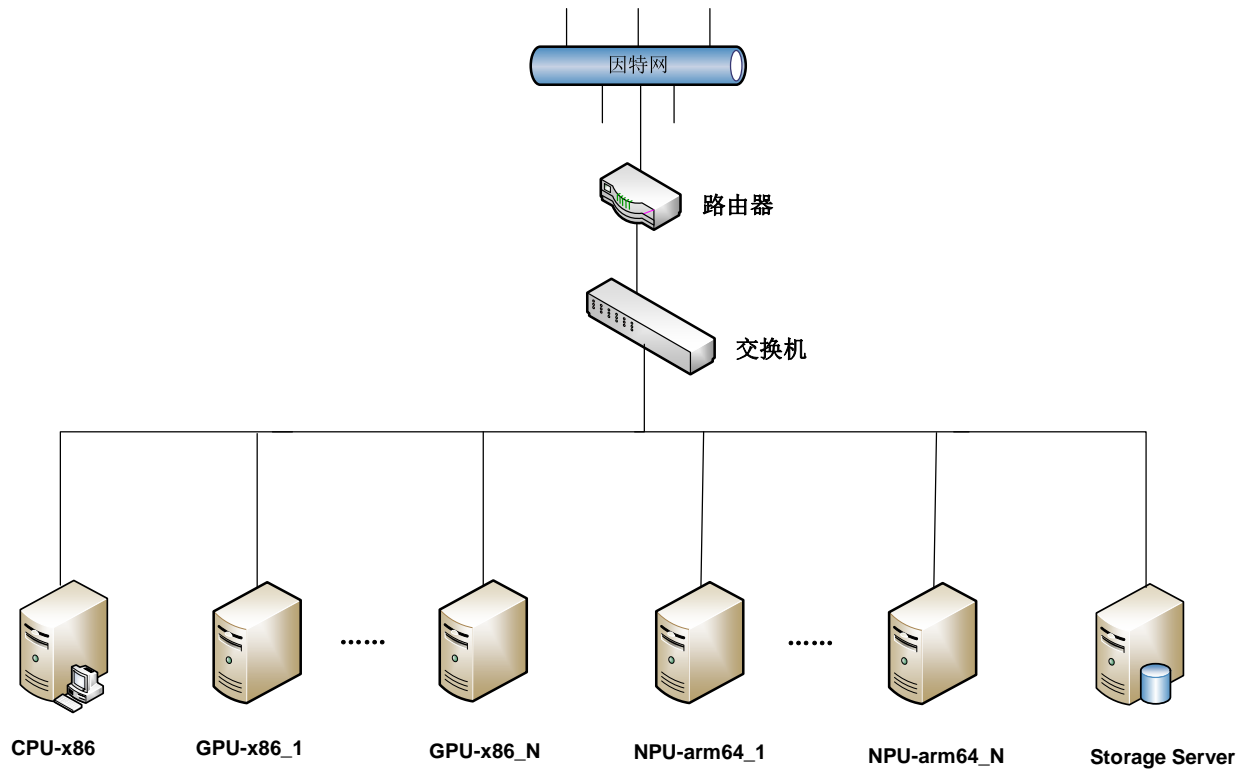 因特网
路由器
交换机
......
......
CPU-x86
GPU-x86_1
GPU-x86_N
NPU-arm64_1
NPU-arm64_N
Storage Server